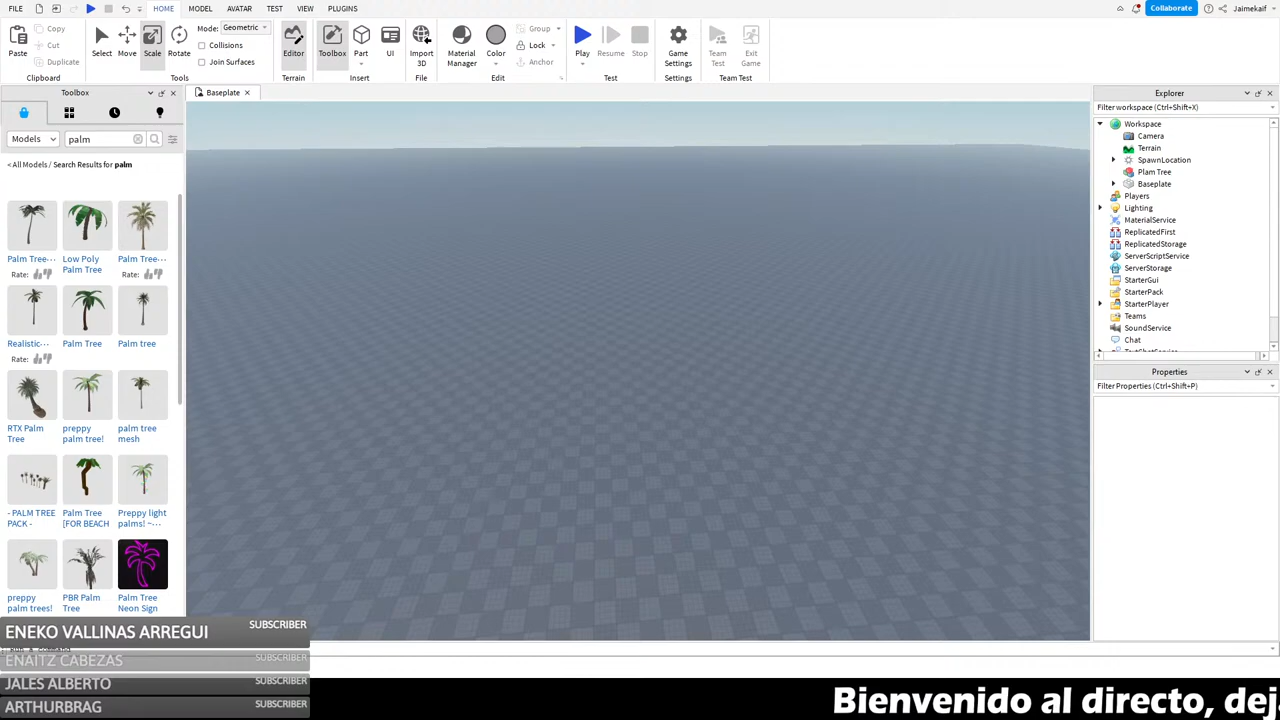 FILE HOME MODEL AVATAR TEST VIEW PLUGINS Collaborate Jaimekaif
Paste Copy Cut Duplicate Clipboard
Select Move Scale Rotate Mode: Geometric Collisions Join Surfaces Tools
Editor Terrain
Toolbox Part UI Insert
Import 3D File
Material Manager Color Group Lock Anchor Edit
Play Resume Stop Test
Game Settings Settings
Team Test Exit Game Team Test
Toolbox
Baseplate
Models palm
< All Models / Search Results for palm
Palm Tree··· Low Poly Palm Tree Palm Tree···
Rate: Rate:
Realistic··· Palm Tree Palm tree
Rate:
RTX Palm Tree preppy palm tree! palm tree mesh
- PALM TREE PACK - Palm Tree [FOR BEACH Preppy light palms! ~···
preppy palm trees! PBR Palm Tree Palm Tree Neon Sign
Explorer
Filter workspace (Ctrl+Shift+X)
Workspace
Camera
Terrain
SpawnLocation
Plam Tree
Baseplate
Players
Lighting
MaterialService
ReplicatedFirst
ReplicatedStorage
ServerScriptService
ServerStorage
StarterGui
StarterPack
StarterPlayer
Teams
SoundService
Chat
Properties
Filter Properties (Ctrl+Shift+P)
ENEKO VALLINAS ARREGUI SUBSCRIBER
ENAITZ CABEZAS SUBSCRIBER
JALES ALBERTO SUBSCRIBER
ARTHURBRAG SUBSCRIBER
Bienvenido al directo, dej